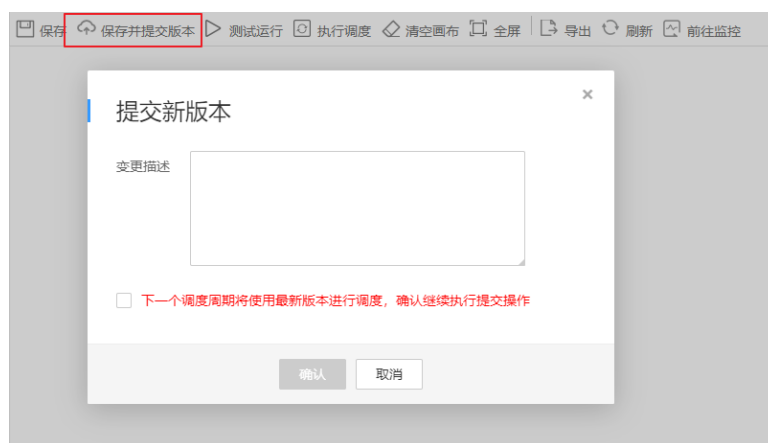 保存 保存并提交版本 测试运行 执行调度 清空画布 全屏 导出 刷新 前往监控
提交新版本
变更描述
下一个调度周期将使用最新版本进行调度，确认继续执行提交操作
确认 取消